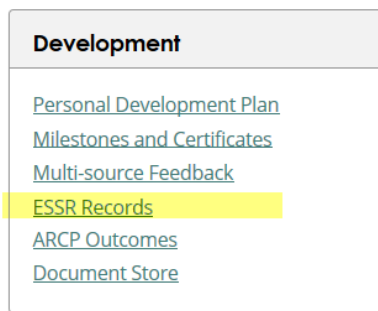 Development
Personal Development Plan
Milestones and Certificates
Multi-source Feedback
ESSR Records
ARCP Outcomes
Document Store